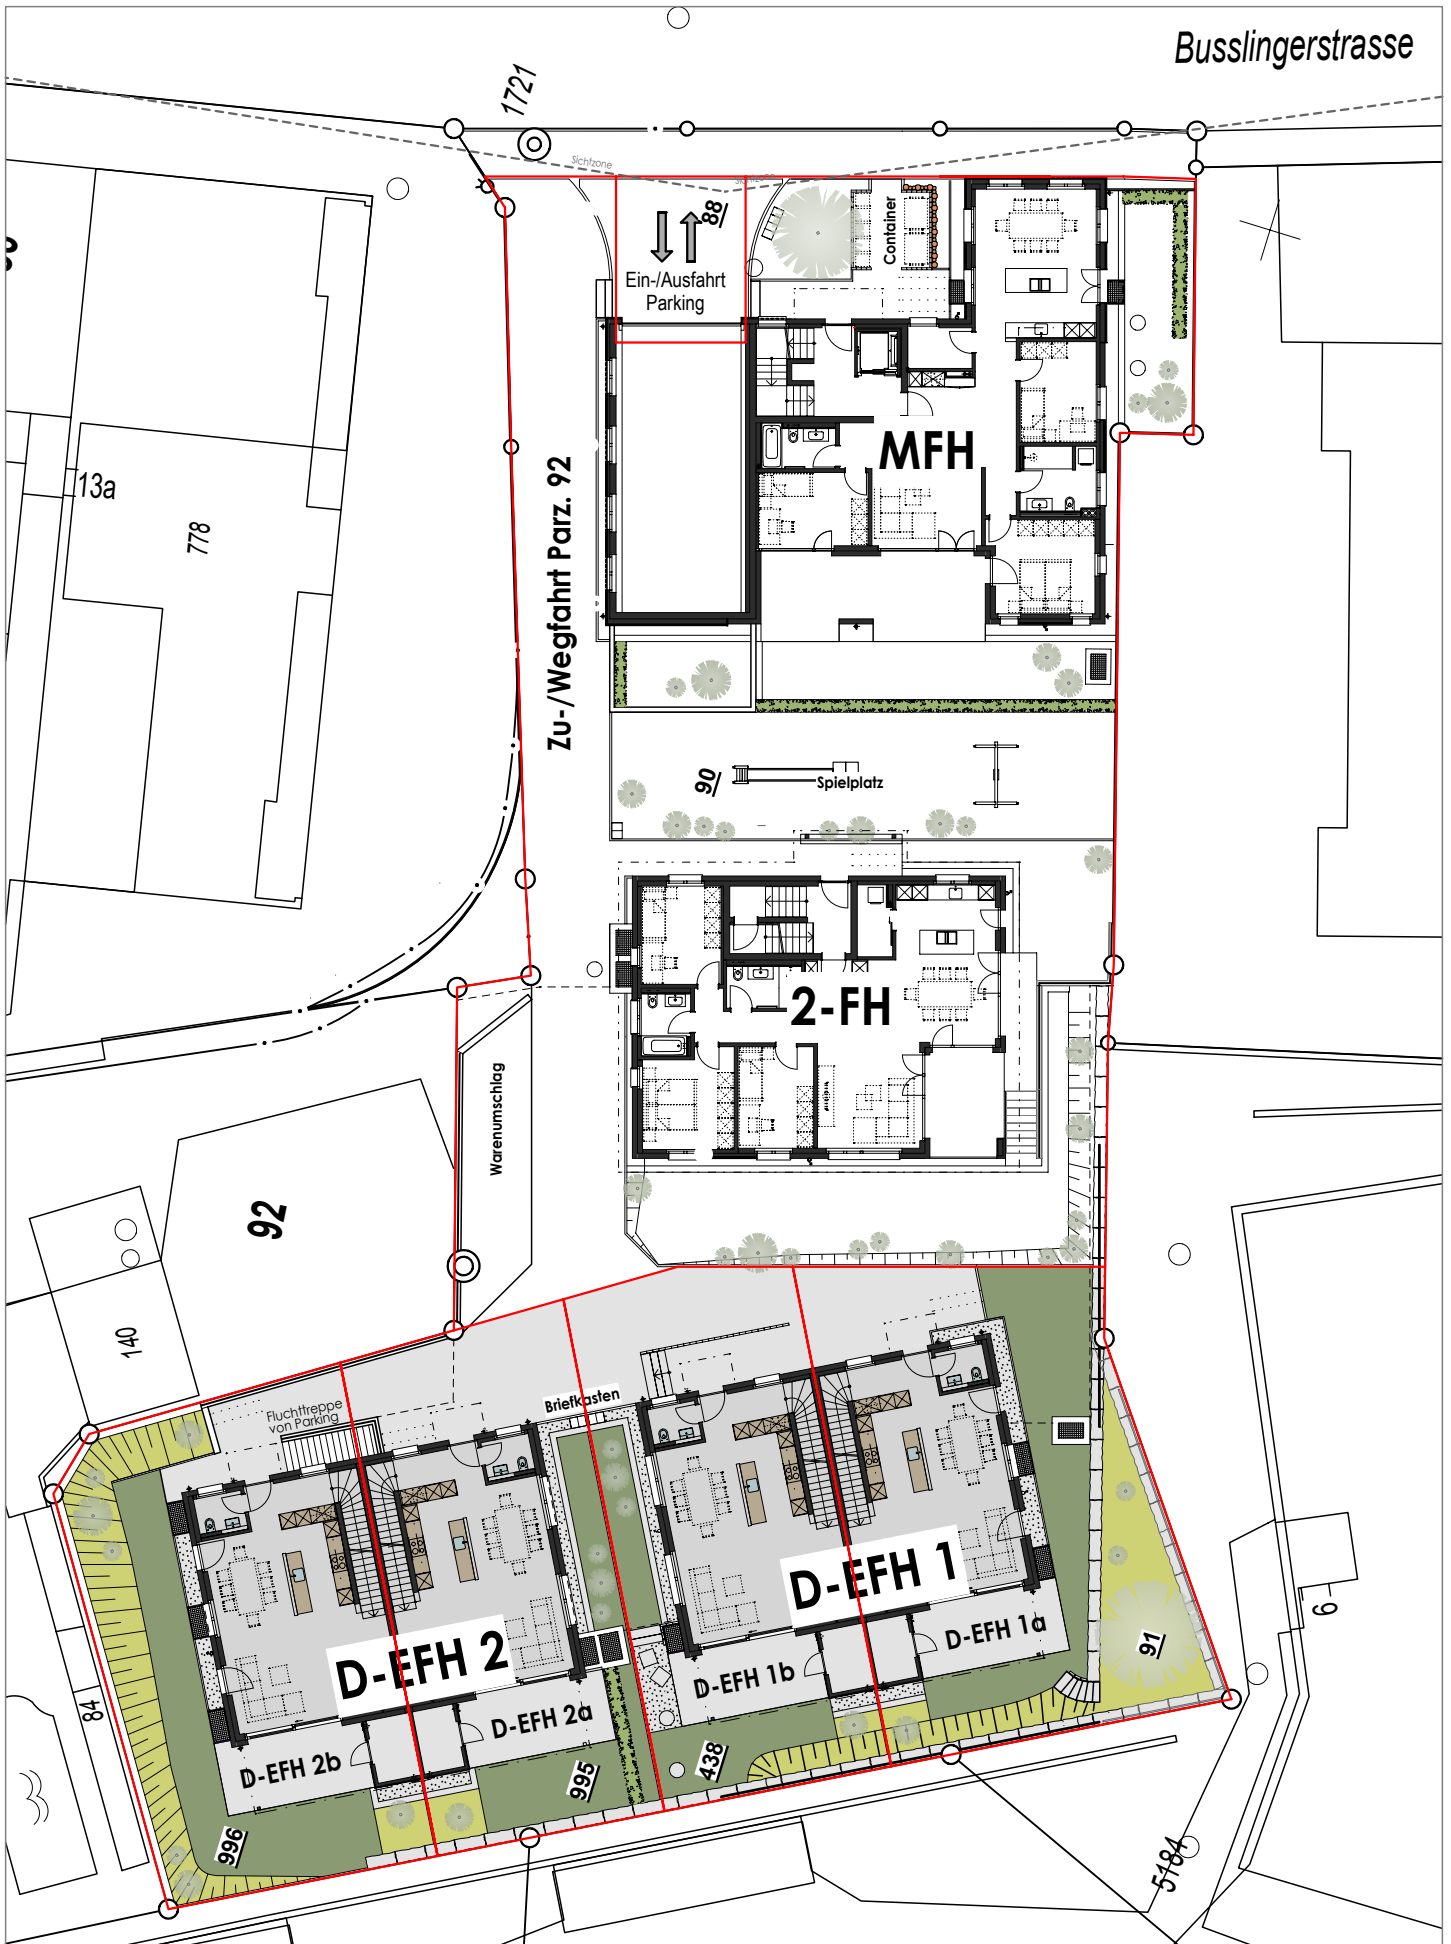 Busslingerstrasse
1721
Sichtzone
88
Container
Ein-/Ausfahrt
Parking
MFH
13a
778
Zu-/Wegfahrt Parz. 92
90
Spielplatz
2-FH
Warenumschlag
92
140
Briefkasten
Fluchttreppe
von Parking
D-EFH 1
D-EFH 2
D-EFH 1a
D-EFH 1b
D-EFH 2a
D-EFH 2b
91
6
84
438
995
996
5184